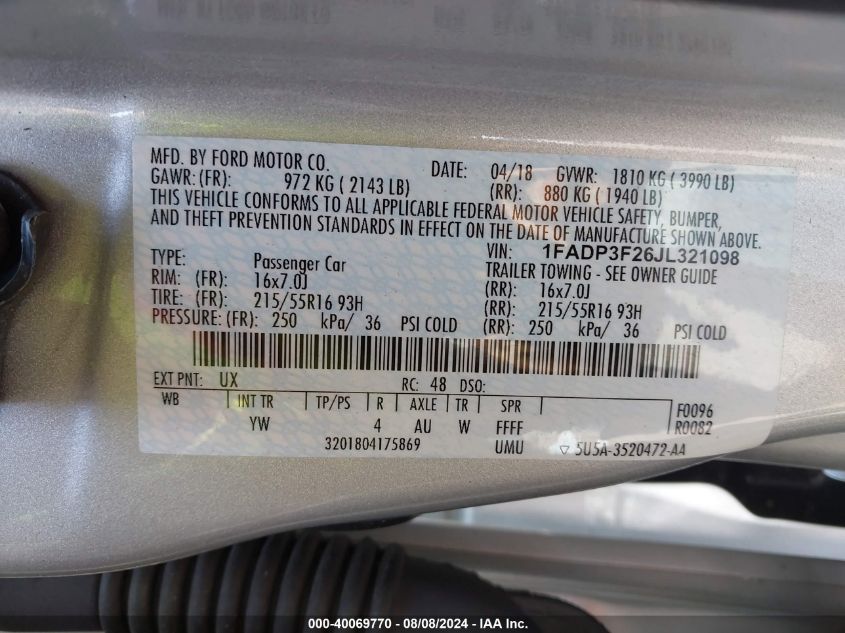 MFD. BY FORD MOTOR CO. DATE: 04/18 GVWR: 1810 KG ( 3990 LB)
GAWR: (FR): 972 KG ( 2143 LB) (RR): 880 KG ( 1940 LB)
THIS VEHICLE CONFORMS TO ALL APPLICABLE FEDERAL MOTOR VEHICLE SAFETY, BUMPER,
AND THEFT PREVENTION STANDARDS IN EFFECT ON THE DATE OF MANUFACTURE SHOWN ABOVE.
VIN: 1FADP3F26JL321098
TYPE: Passenger Car TRAILER TOWING - SEE OWNER GUIDE
RIM: (FR): 16x7.0J (RR): 16x7.0J
TIRE: (FR): 215/55R16 93H (RR): 215/55R16 93H
PRESSURE: (FR): 250 kPa/ 36 PSI COLD (RR): 250 kPa/ 36 PSI COLD
EXT PNT: UX RC: 48 DSO:
WB INT TR TP/PS R AXLE TR SPR F0096
YW 4 AU W FFFF R0082
3201804175869 UMU ▽ 5U5A-3520472-AA
000-40069770 - 08/08/2024 - IAA Inc.